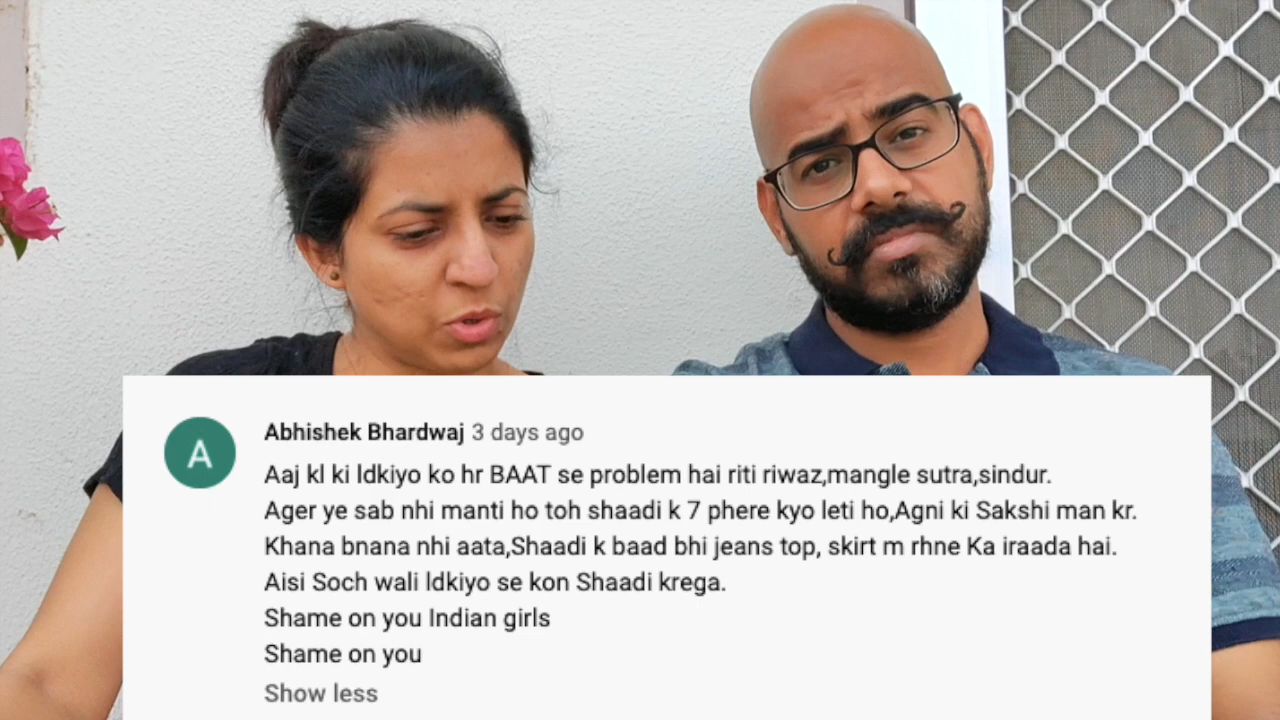 A
Abhishek Bhardwaj 3 days ago
Aaj kl ki ldkiyo ko hr BAAT se problem hai riti riwaz,mangle sutra,sindur.
Ager ye sab nhi manti ho toh shaadi k 7 phere kyo leti ho,Agni ki Sakshi man kr.
Khana bnana nhi aata,Shaadi k baad bhi jeans top, skirt m rhne Ka iraada hai.
Aisi Soch wali ldkiyo se kon Shaadi krega.
Shame on you Indian girls
Shame on you
Show less